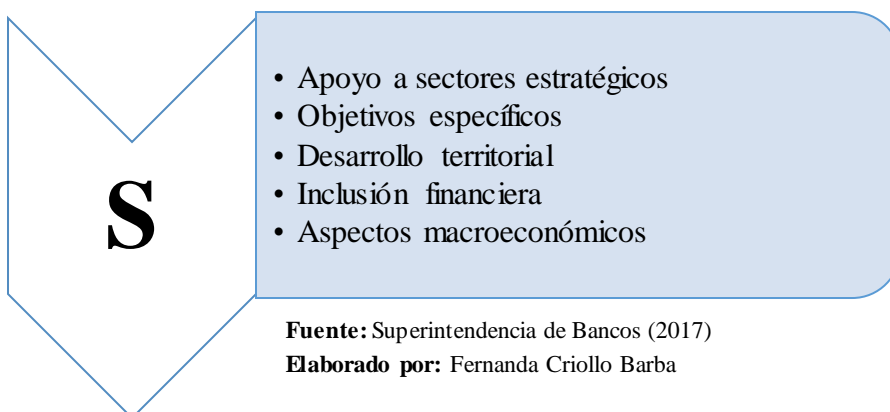 S
• Apoyo a sectores estratégicos
• Objetivos específicos
• Desarrollo territorial
• Inclusión financiera
• Aspectos macroeconómicos
Fuente: Superintendencia de Bancos (2017)
Elaborado por: Fernanda Criollo Barba